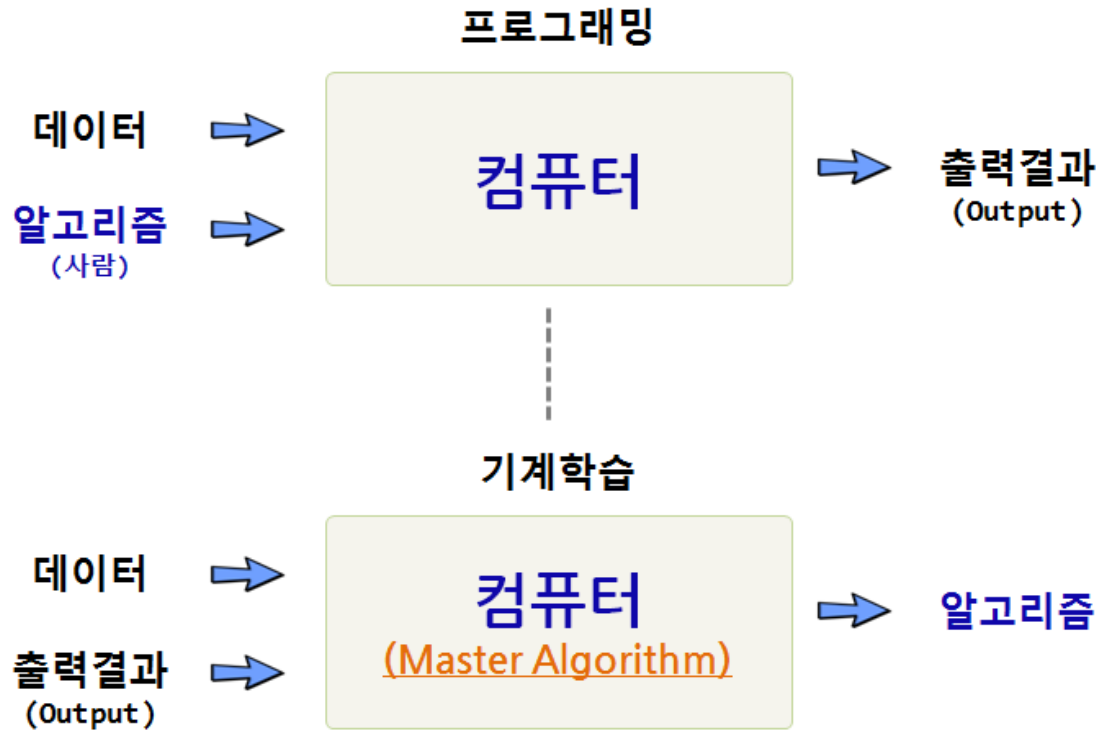 프로그래밍
데이터
알고리즘
(사람)
컴퓨터
출력결과
(Output)
기계학습
데이터
출력결과
(Output)
컴퓨터
(Master Algorithm)
알고리즘